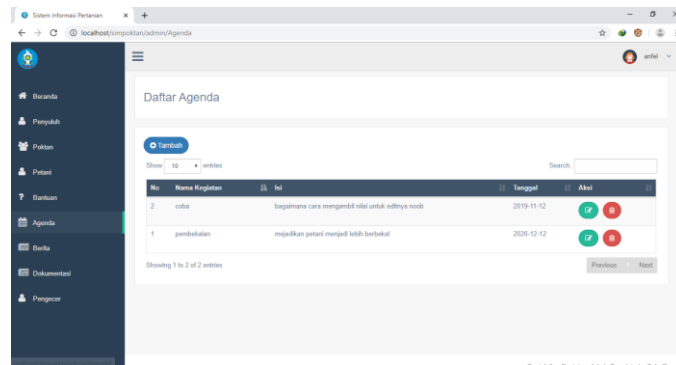 Sistem Informasi Pertanian
localhost/simpoktan/admin/Agenda
anfel
Beranda
Penyuluh
Poktan
Petani
Bantuan
Agenda
Berita
Dokumentasi
Pengecer
Daftar Agenda
Tambah
Show 10 entries
Search:
No Nama Kegiatan Isi Tanggal Aksi
2 coba bagaimana cara mengambil nilai untuk editnya noob 2019-11-12
1 pembekalan mejadikan petani menjadi lebih berbekal 2020-12-12
Showing 1 to 2 of 2 entries
Previous 1 Next